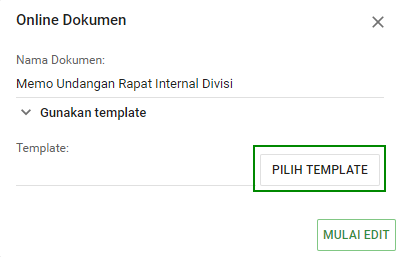 Online Dokumen
Nama Dokumen:
Memo Undangan Rapat Internal Divisi
Gunakan template
Template:
PILIH TEMPLATE
MULAI EDIT